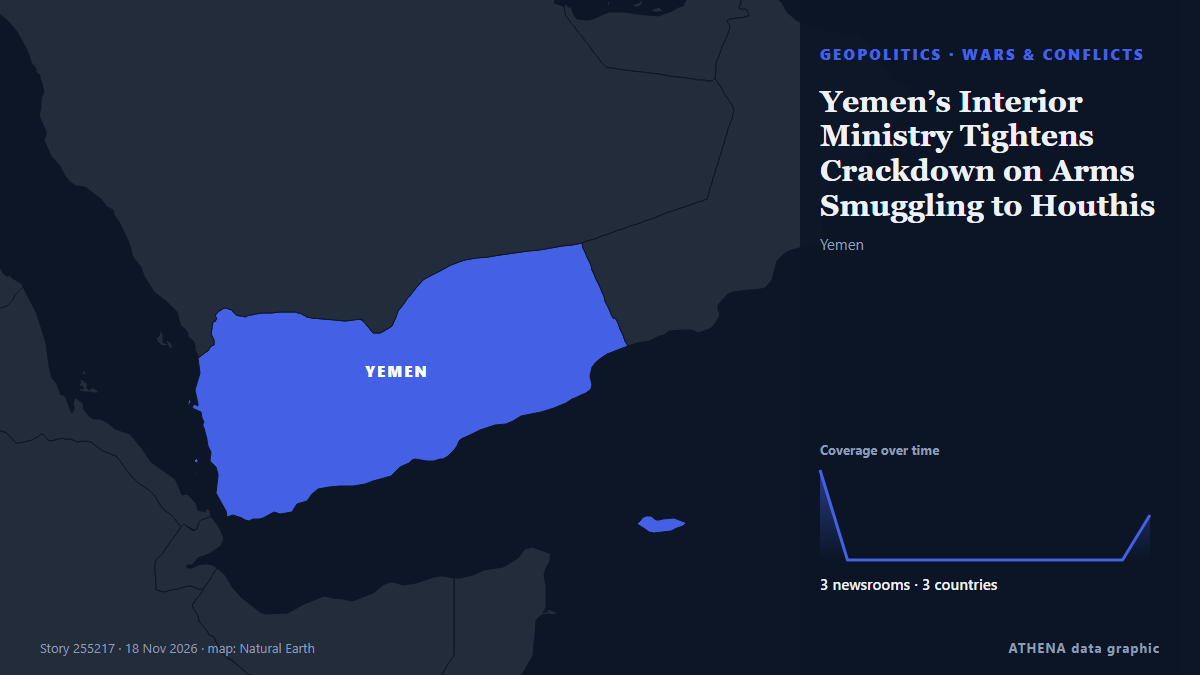 GEOPOLITICS · WARS & CONFLICTS
Yemen’s Interior
Ministry Tightens
Crackdown on Arms
Smuggling to Houthis
Yemen
YEMEN
Coverage over time
3 newsrooms · 3 countries
Story 255217 · 18 Nov 2026 · map: Natural Earth
ATHENA data graphic